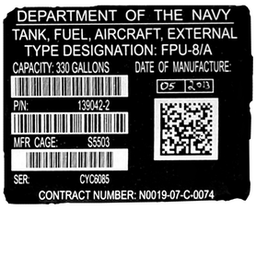 DEPARTMENT OF THE NAVY
TANK, FUEL, AIRCRAFT, EXTERNAL
TYPE DESIGNATION: FPU-8/A
CAPACITY: 330 GALLONS DATE OF MANUFACTURE:
05 2013
P/N: 139042-2
MFR CAGE: S5503
SER: CYC6085
CONTRACT NUMBER: N0019-07-C-0074